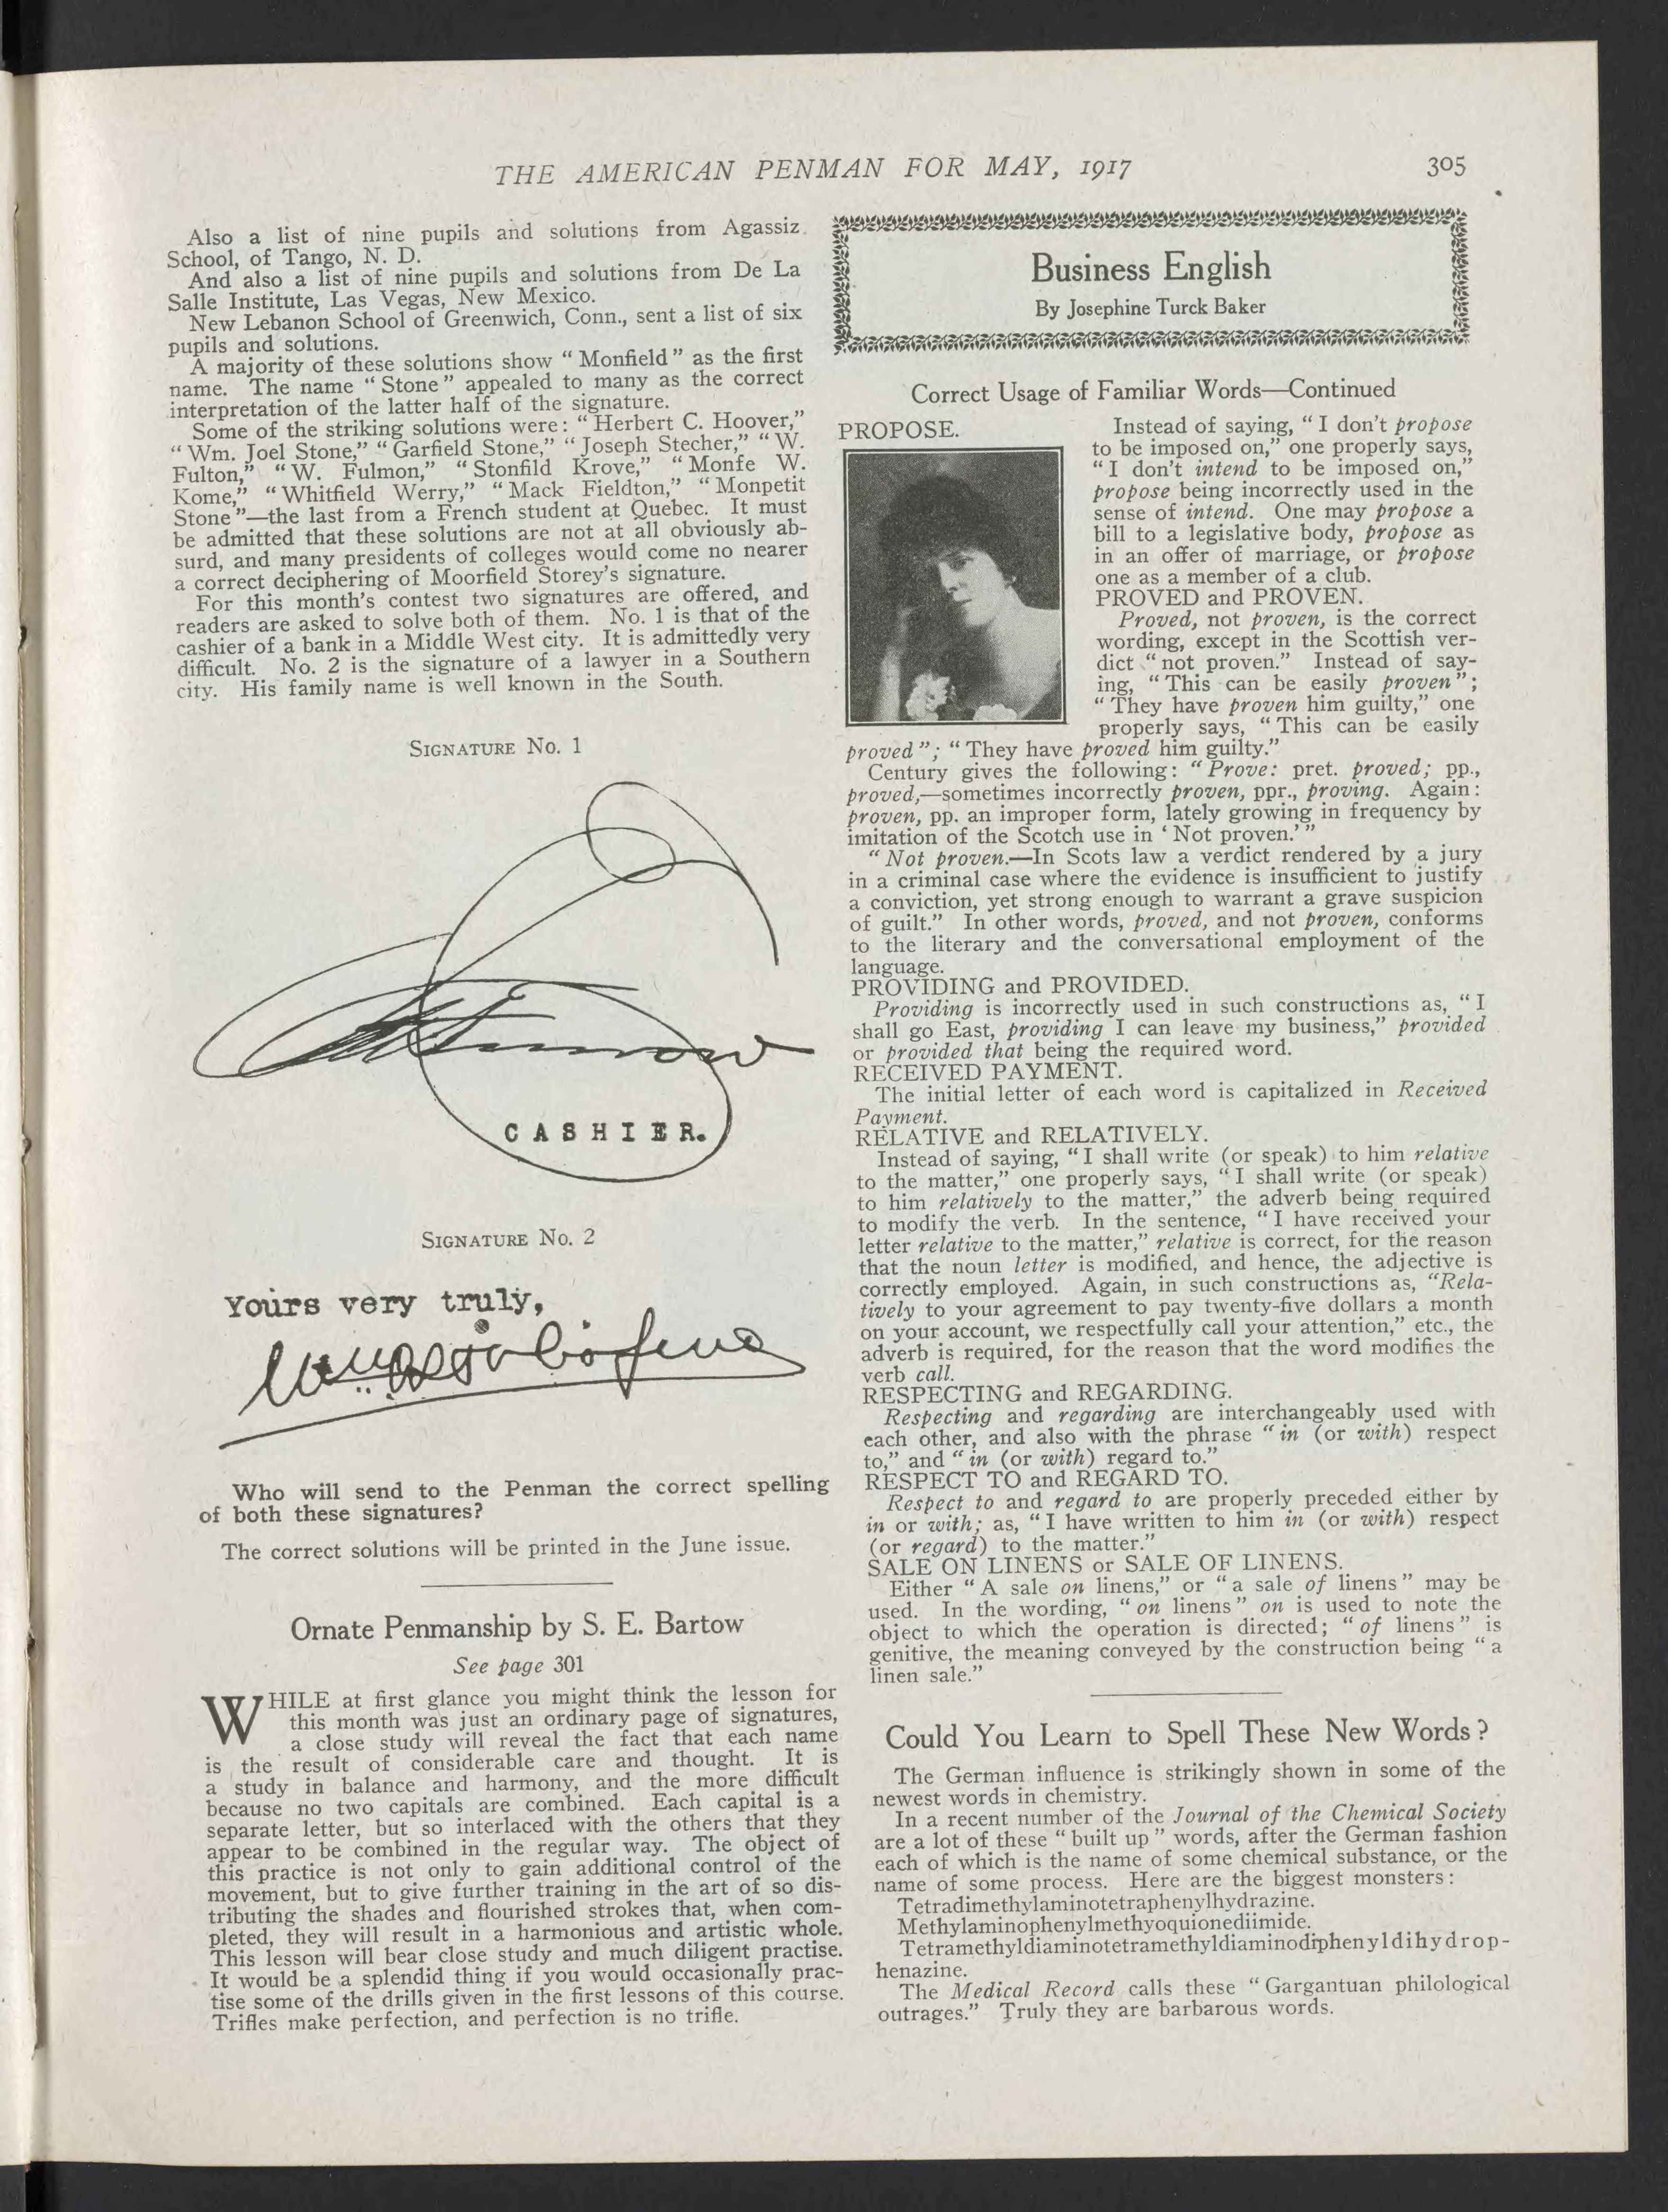 THE AMERICAN PENMAN FOR MAY, 1917
305
Also a list of nine pupils and solutions from Agassiz
School, of Tango, N. D.
And also a list of nine pupils and solutions from De La
Salle Institute, Las Vegas, New Mexico.
New Lebanon School of Greenwich, Conn., sent a list of six
pupils and solutions.
A majority of these solutions show “ Monfield ” as the first
name. The name “ Stone ” appealed to many as the correct
interpretation of the latter half of the signature.
Some of the striking solutions were : “ Herbert C. Hoover,”
“ Wm. Joel Stone,” “ Garfield Stone,” “ Joseph Stecher,” “ W.
Fulton,” “ W. Fulmon,” “ Stonfild Krove,” “ Monfe W.
Kome,” “ Whitfield Werry,” “ Mack Fieldton,” “ Monpetit
Stone ”—the last from a French student at Quebec. It must
be admitted that these solutions are not at all obviously ab-
surd, and many presidents of colleges would come no nearer
a correct deciphering of Moorfield Storey’s signature.
For this month’s contest two signatures are offered, and
readers are asked to solve both of them. No. 1 is that of the
cashier of a bank in a Middle West city. It is admittedly very
difficult. No. 2 is the signature of a lawyer in a Southern
city. His family name is well known in the South.
SIGNATURE No. 1
CASHIER.
SIGNATURE No. 2
Yours very truly,
Who will send to the Penman the correct spelling
of both these signatures?
The correct solutions will be printed in the June issue.
Ornate Penmanship by S. E. Bartow
See page 301
WHILE at first glance you might think the lesson for
this month was just an ordinary page of signatures,
a close study will reveal the fact that each name
is the result of considerable care and thought. It is
a study in balance and harmony, and the more difficult
because no two capitals are combined. Each capital is a
separate letter, but so interlaced with the others that they
appear to be combined in the regular way. The object of
this practice is not only to gain additional control of the
movement, but to give further training in the art of so dis-
tributing the shades and flourished strokes that, when com-
pleted, they will result in a harmonious and artistic whole.
This lesson will bear close study and much diligent practise.
It would be a splendid thing if you would occasionally prac-
tise some of the drills given in the first lessons of this course.
Trifles make perfection, and perfection is no trifle.
Business English
By Josephine Turck Baker
Correct Usage of Familiar Words—Continued
PROPOSE.
Instead of saying, “ I don’t propose
to be imposed on,” one properly says,
“ I don’t intend to be imposed on,”
propose being incorrectly used in the
sense of intend. One may propose a
bill to a legislative body, propose as
in an offer of marriage, or propose
one as a member of a club.
PROVED and PROVEN.
Proved, not proven, is the correct
wording, except in the Scottish ver-
dict “ not proven.” Instead of say-
ing, “ This can be easily proven ” ;
“ They have proven him guilty,” one
properly says, “ This can be easily
proved ” ; “ They have proved him guilty.”
Century gives the following : “ Prove: pret. proved; pp.,
proved,—sometimes incorrectly proven, ppr., proving. Again :
proven, pp. an improper form, lately growing in frequency by
imitation of the Scotch use in ‘ Not proven.’ ”
“ Not proven.—In Scots law a verdict rendered by a jury
in a criminal case where the evidence is insufficient to justify
a conviction, yet strong enough to warrant a grave suspicion
of guilt.” In other words, proved, and not proven, conforms
to the literary and the conversational employment of the
language.
PROVIDING and PROVIDED.
Providing is incorrectly used in such constructions as, “ I
shall go East, providing I can leave my business,” provided
or provided that being the required word.
RECEIVED PAYMENT.
The initial letter of each word is capitalized in Received
Payment.
RELATIVE and RELATIVELY.
Instead of saying, “ I shall write (or speak) to him relative
to the matter,” one properly says, “ I shall write (or speak)
to him relatively to the matter,” the adverb being required
to modify the verb. In the sentence, “ I have received your
letter relative to the matter,” relative is correct, for the reason
that the noun letter is modified, and hence, the adjective is
correctly employed. Again, in such constructions as, “Rela-
tively to your agreement to pay twenty-five dollars a month
on your account, we respectfully call your attention,” etc., the
adverb is required, for the reason that the word modifies the
verb call.
RESPECTING and REGARDING.
Respecting and regarding are interchangeably used with
each other, and also with the phrase “ in (or with) respect
to,” and “ in (or with) regard to.”
RESPECT TO and REGARD TO.
Respect to and regard to are properly preceded either by
in or with; as, “ I have written to him in (or with) respect
(or regard) to the matter.”
SALE ON LINENS or SALE OF LINENS.
Either “ A sale on linens,” or “ a sale of linens ” may be
used. In the wording, “ on linens ” on is used to note the
object to which the operation is directed; “ of linens ” is
genitive, the meaning conveyed by the construction being “ a
linen sale.”
Could You Learn to Spell These New Words ?
The German influence is strikingly shown in some of the
newest words in chemistry.
In a recent number of the Journal of the Chemical Society
are a lot of these “ built up ” words, after the German fashion
each of which is the name of some chemical substance, or the
name of some process. Here are the biggest monsters :
Tetradimethylaminotetraphenylhydrazine.
Methylaminophenylmethyoquionediimide.
Tetramethyldiaminotetramethyldiaminodiphenyldihydrop-
henazine.
The Medical Record calls these “ Gargantuan philological
outrages.” Truly they are barbarous words.